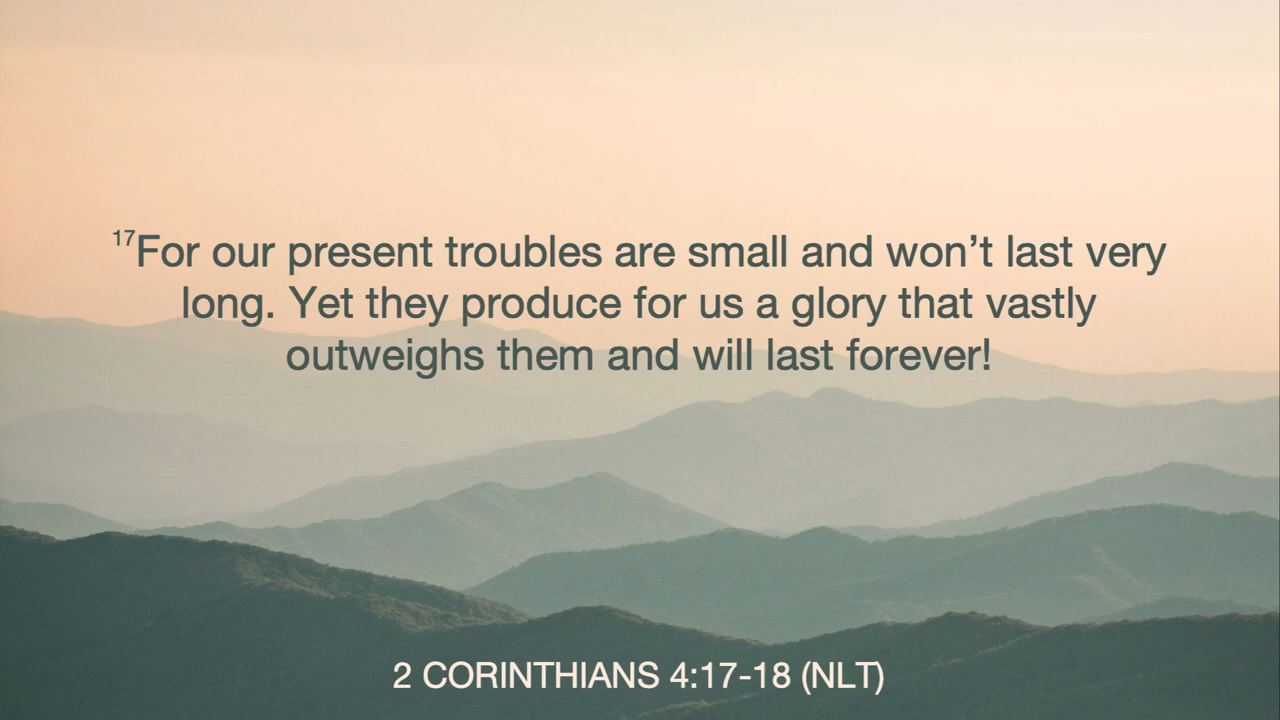 17For our present troubles are small and won’t last very
long. Yet they produce for us a glory that vastly
outweighs them and will last forever!
2 CORINTHIANS 4:17-18 (NLT)